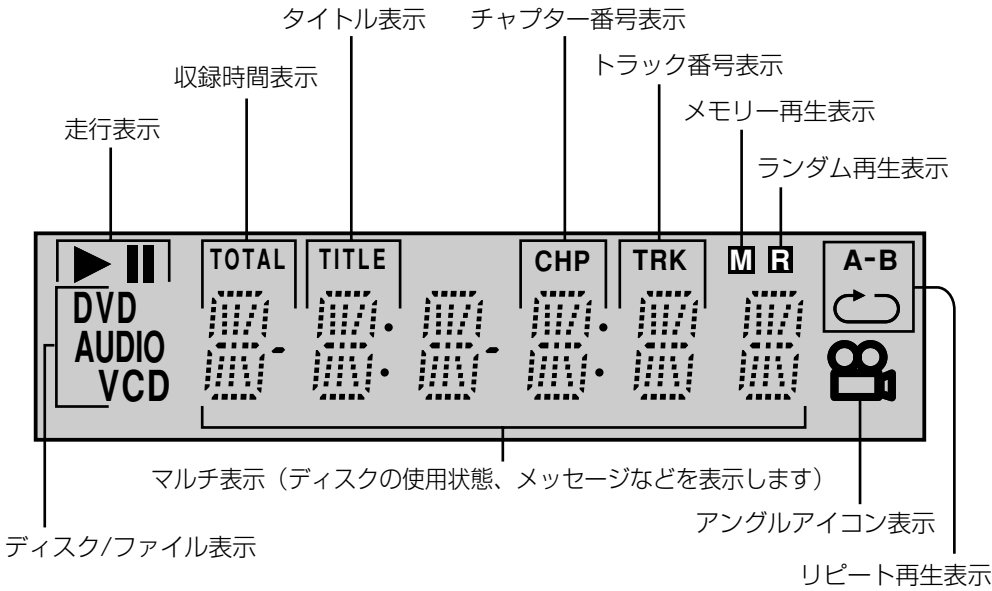 タイトル表示
チャプター番号表示
収録時間表示
トラック番号表示
メモリー再生表示
走行表示
ランダム再生表示
TOTAL TITLE CHP TRK M R A-B
DVD
AUDIO
VCD
マルチ表示（ディスクの使用状態、メッセージなどを表示します）
アングルアイコン表示
ディスク/ファイル表示
リピート再生表示